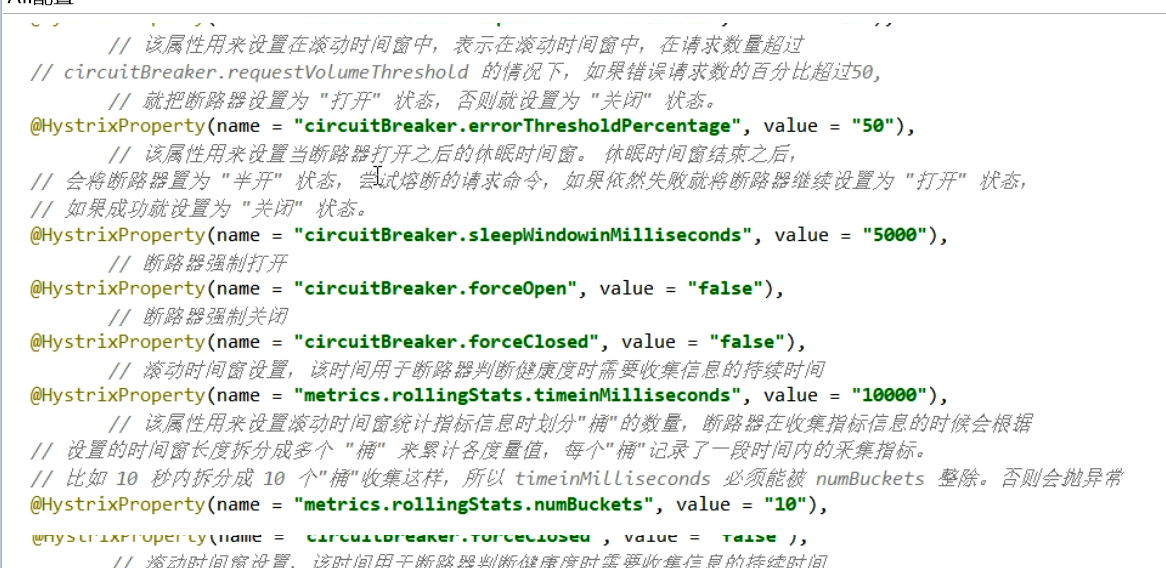 All配置
// 该属性用来设置在滚动时间窗中，表示在滚动时间窗中，在请求数量超过
// circuitBreaker.requestVolumeThreshold 的情况下，如果错误请求数的百分比超过50,
// 就把断路器设置为 "打开" 状态，否则就设置为 "关闭" 状态。
@HystrixProperty(name = "circuitBreaker.errorThresholdPercentage", value = "50"),
// 该属性用来设置当断路器打开之后的休眠时间窗。 休眠时间窗结束之后，
// 会将断路器置为 "半开" 状态，尝试熔断的请求命令，如果依然失败就将断路器继续设置为 "打开" 状态，
// 如果成功就设置为 "关闭" 状态。
@HystrixProperty(name = "circuitBreaker.sleepWindowinMilliseconds", value = "5000"),
// 断路器强制打开
@HystrixProperty(name = "circuitBreaker.forceOpen", value = "false"),
// 断路器强制关闭
@HystrixProperty(name = "circuitBreaker.forceClosed", value = "false"),
// 滚动时间窗设置，该时间用于断路器判断健康度时需要收集信息的持续时间
@HystrixProperty(name = "metrics.rollingStats.timeinMilliseconds", value = "10000"),
// 该属性用来设置滚动时间窗统计指标信息时划分"桶"的数量，断路器在收集指标信息的时候会根据
// 设置的时间窗长度拆分成多个 "桶" 来累计各度量值，每个"桶"记录了一段时间内的采集指标。
// 比如 10 秒内拆分成 10 个"桶"收集这样，所以 timeinMilliseconds 必须能被 numBuckets 整除。否则会抛异常
@HystrixProperty(name = "metrics.rollingStats.numBuckets", value = "10"),
@HystrixProperty(name = "circuitBreaker.forceClosed", value = "false"),
// 滚动时间窗设置，该时间用于断路器判断健康度时需要收集信息的持续时间